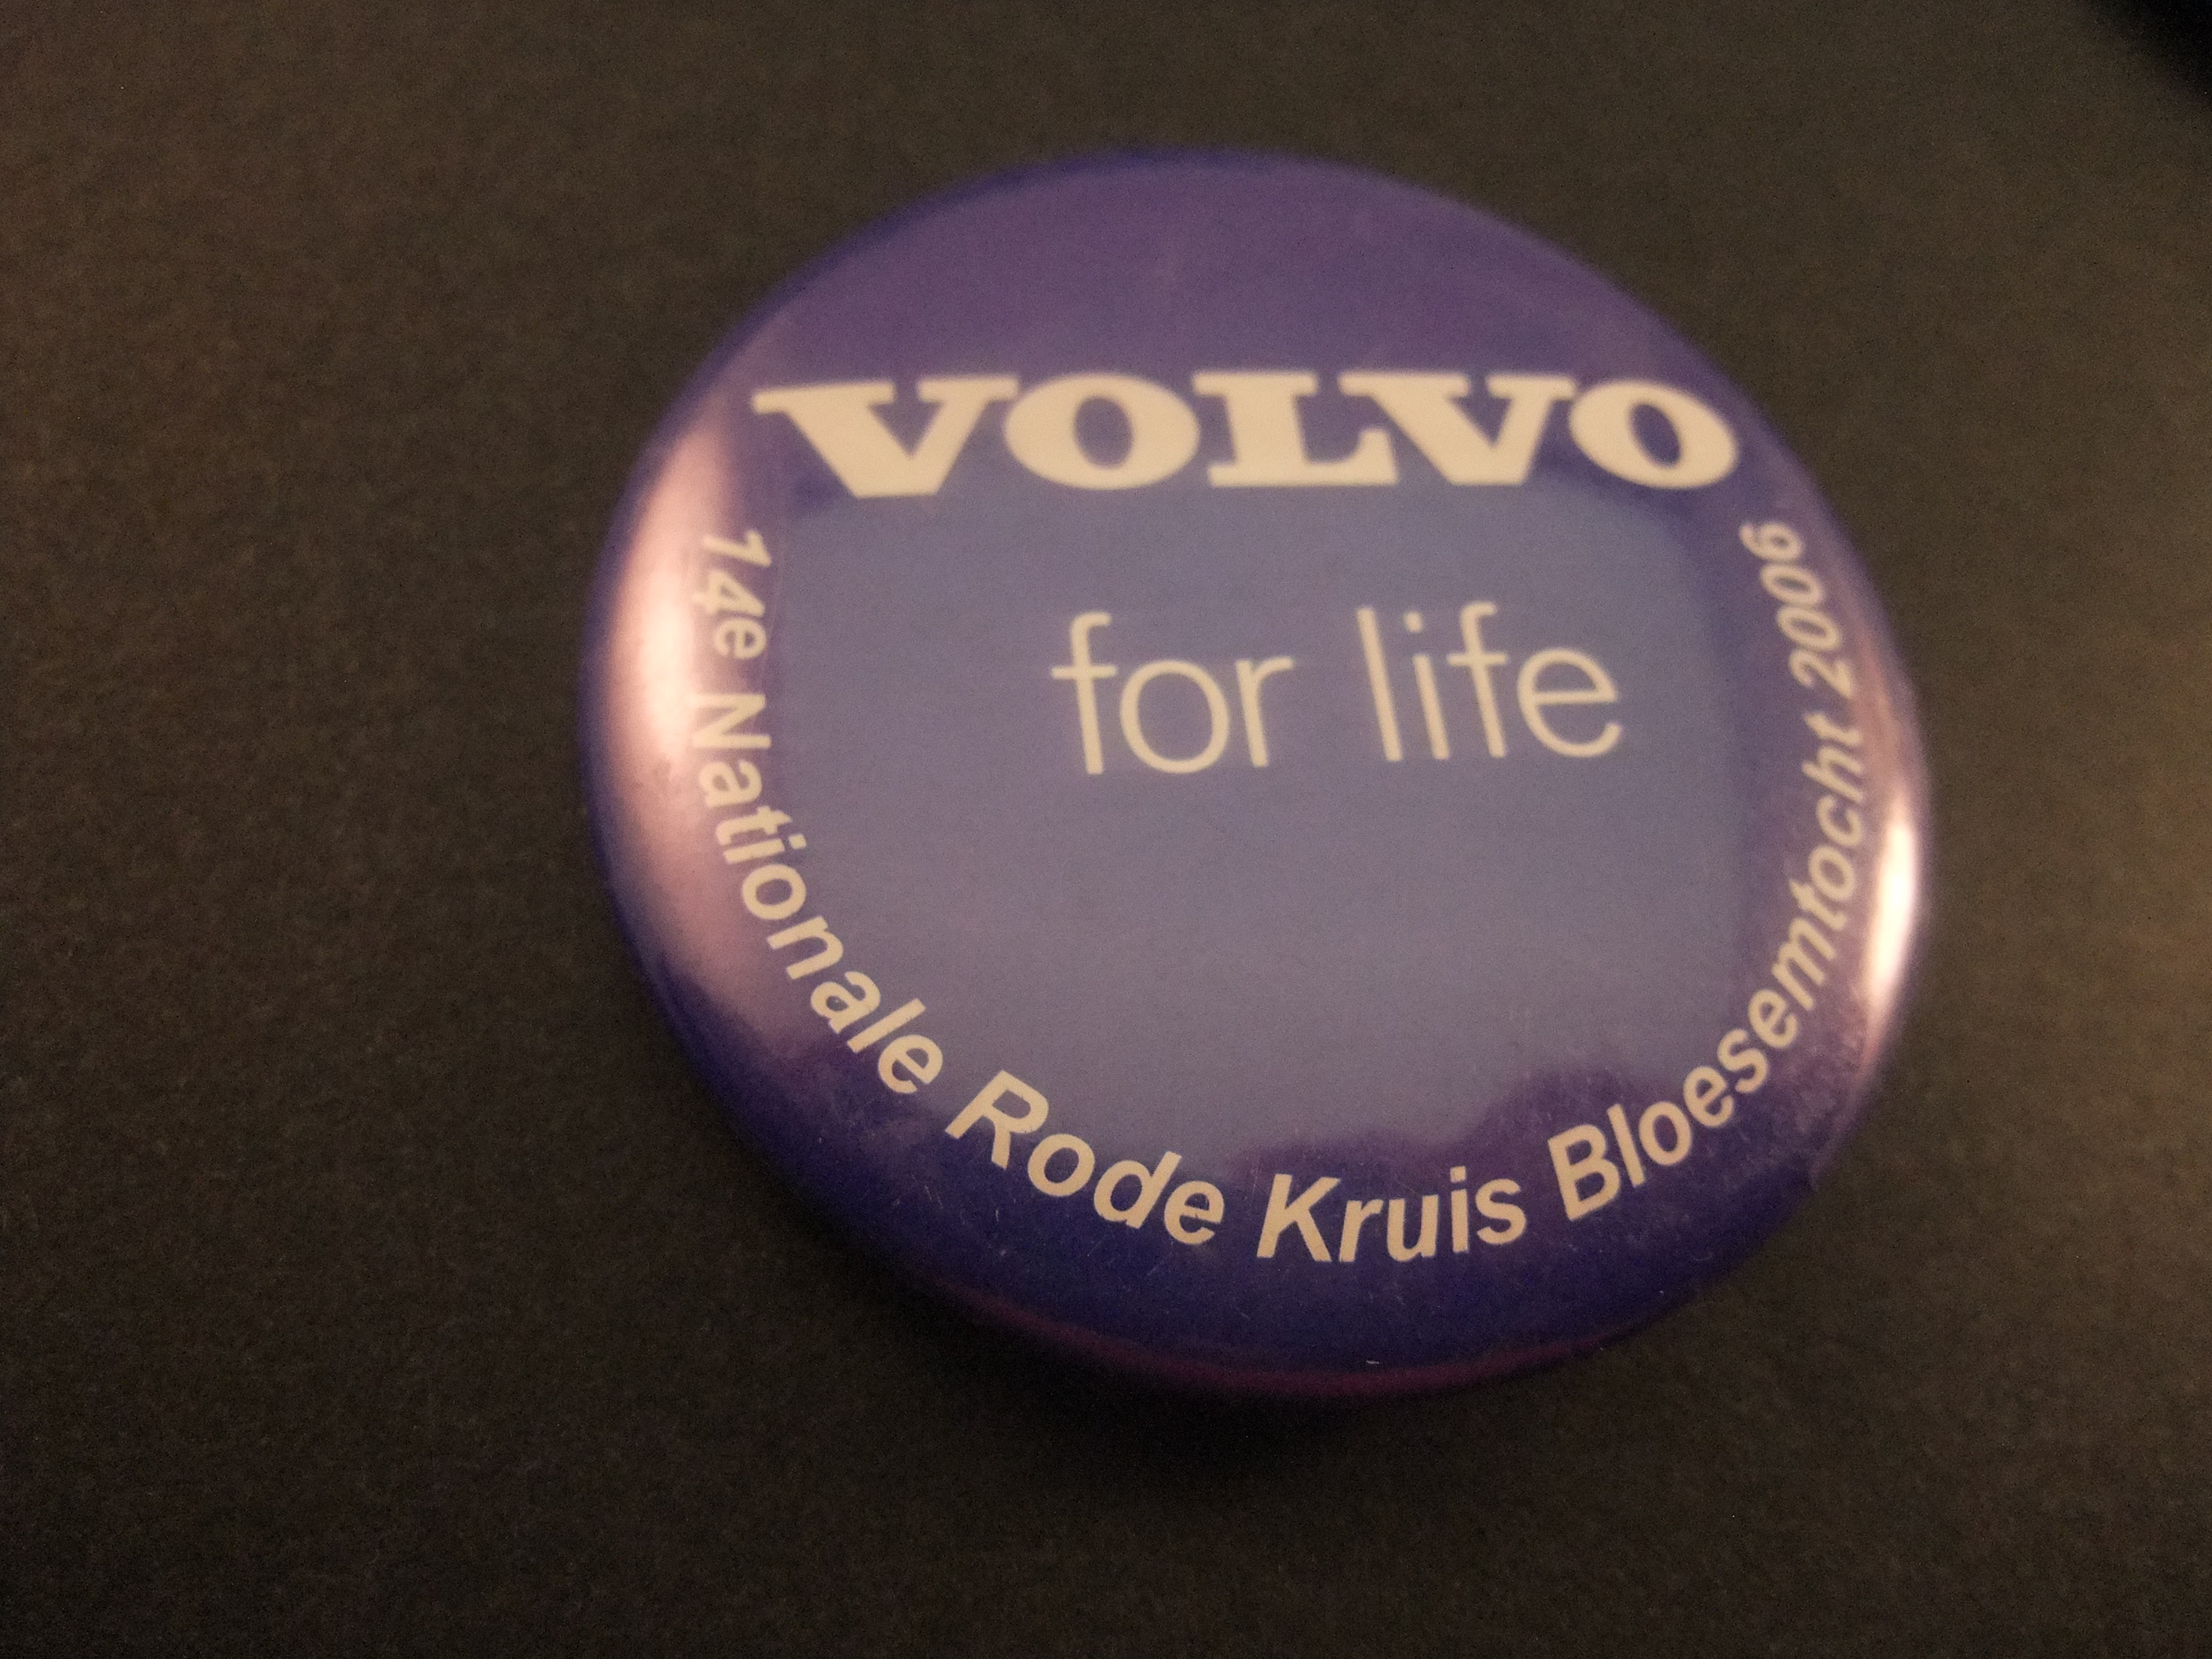 VOLVO
for life
14e Nationale Rode Kruis Bloesemtocht 2006